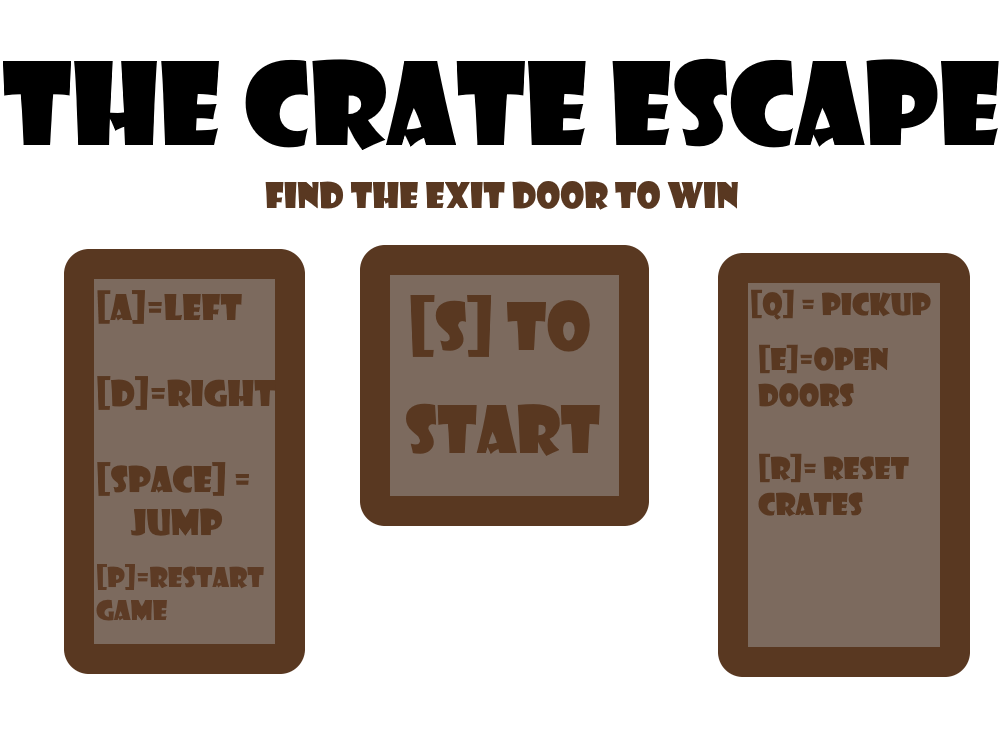 THE CRATE ESCAPE
FIND THE EXIT DOOR TO WIN
[A]=LEFT
[D]=RIGHT
[SPACE] =
JUMP
[P]=RESTART
GAME
[S] TO
START
[Q] = PICKUP
[E]=OPEN
DOORS
[R]= RESET
CRATES